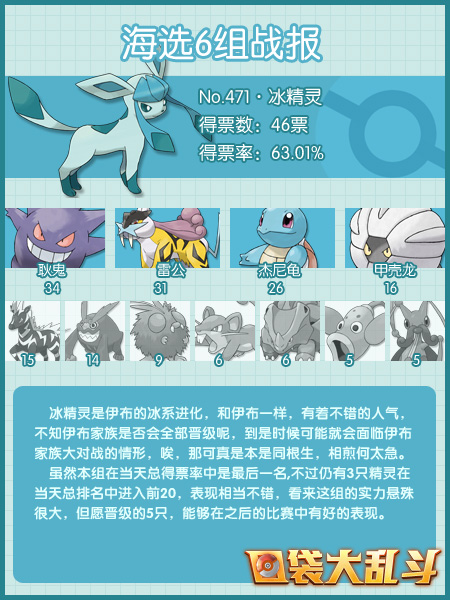 海选6组战报
No.471·冰精灵
得票数：46票
得票率：63.01%
耿鬼 雷公 杰尼龟 甲壳龙
34 31 26 16
15 14 9 6 6 5 5
冰精灵是伊布的冰系进化，和伊布一样，有着不错的人气，
不知伊布家族是否会全部晋级呢，到是时候可能就会面临伊布
家族大对战的情形，唉，那可真是本是同根生，相煎何太急。
虽然本组在当天总得票率中是最后一名,不过仍有3只精灵在
当天总排名中进入前20，表现相当不错，看来这组的实力悬殊
很大，但愿晋级的5只，能够在之后的比赛中有好的表现。
口袋大乱斗